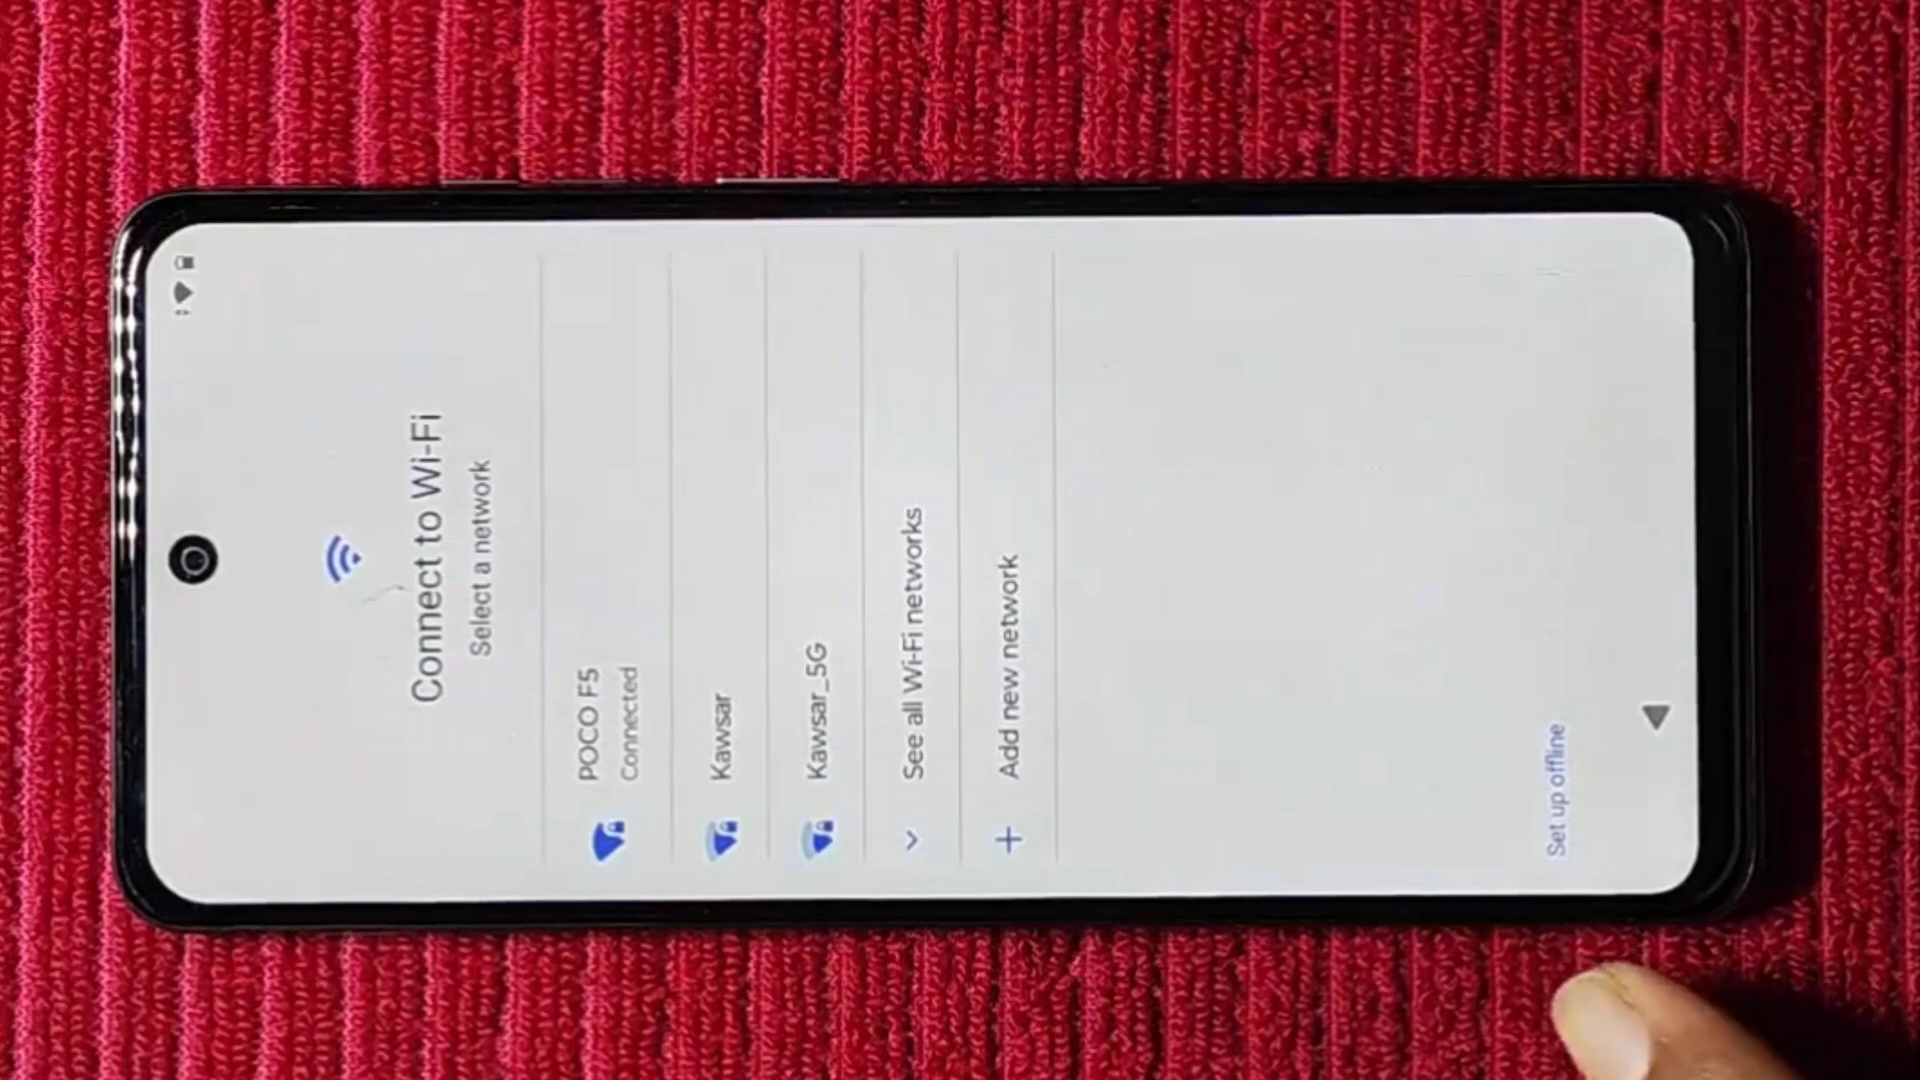 Connect to Wi-Fi
Select a network
POCO F5
Connected
Kawsar
Kawsar_5G
See all Wi-Fi networks
Add new network
Set up offline